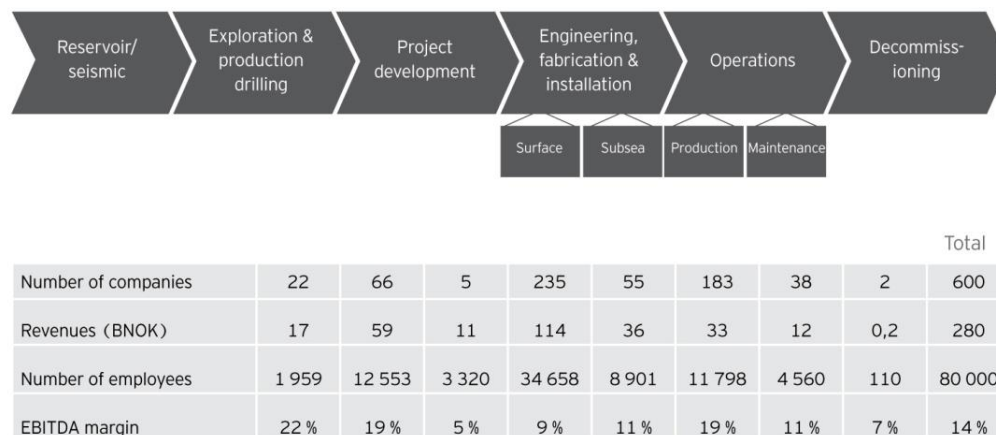 Reservoir/
seismic
Exploration &
production
drilling
Project
development
Engineering,
fabrication &
installation
Operations
Decommiss-
ioning
Surface
Subsea
Production
Maintenance
Total
Number of companies 22 66 5 235 55 183 38 2 600
Revenues (BNOK) 17 59 11 114 36 33 12 0,2 280
Number of employees 1 959 12 553 3 320 34 658 8 901 11 798 4 560 110 80 000
EBITDA margin 22 % 19 % 5 % 9 % 11 % 19 % 11 % 7 % 14 %